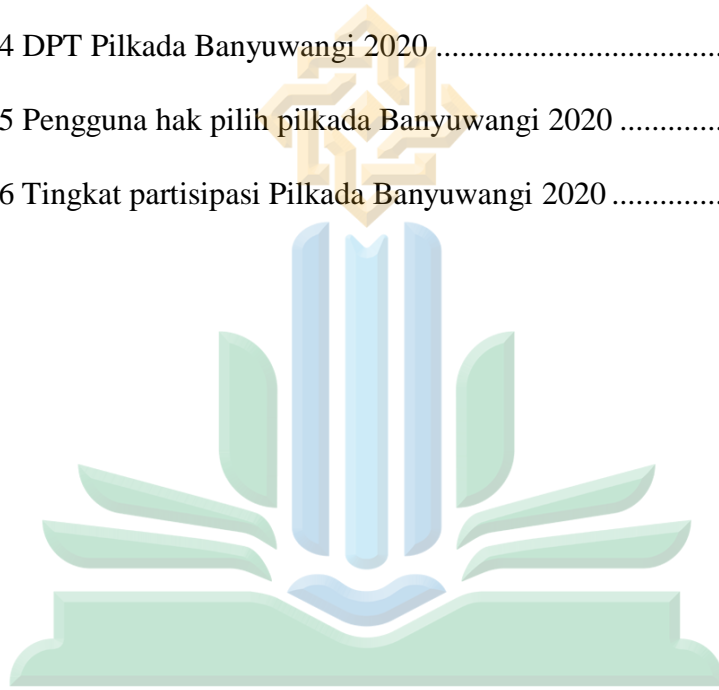 4 DPT Pilkada Banyuwangi 2020 ..................................
5 Pengguna hak pilih pilkada Banyuwangi 2020 ............
6 Tingkat partisipasi Pilkada Banyuwangi 2020 .............